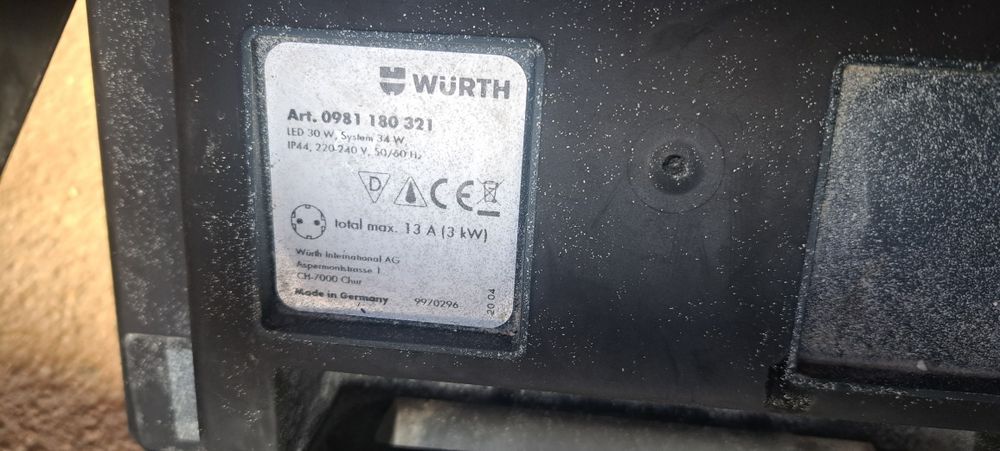 WÜRTH
Art. 0981 180 321
LED 30 W, System 34 W,
IP44, 220-240 V, 50/60 Hz
D
CE
total max. 13 A (3 kW)
Würth International AG
Aspermontstrasse 1
CH-7000 Chur
Made in Germany 9970296
20 04